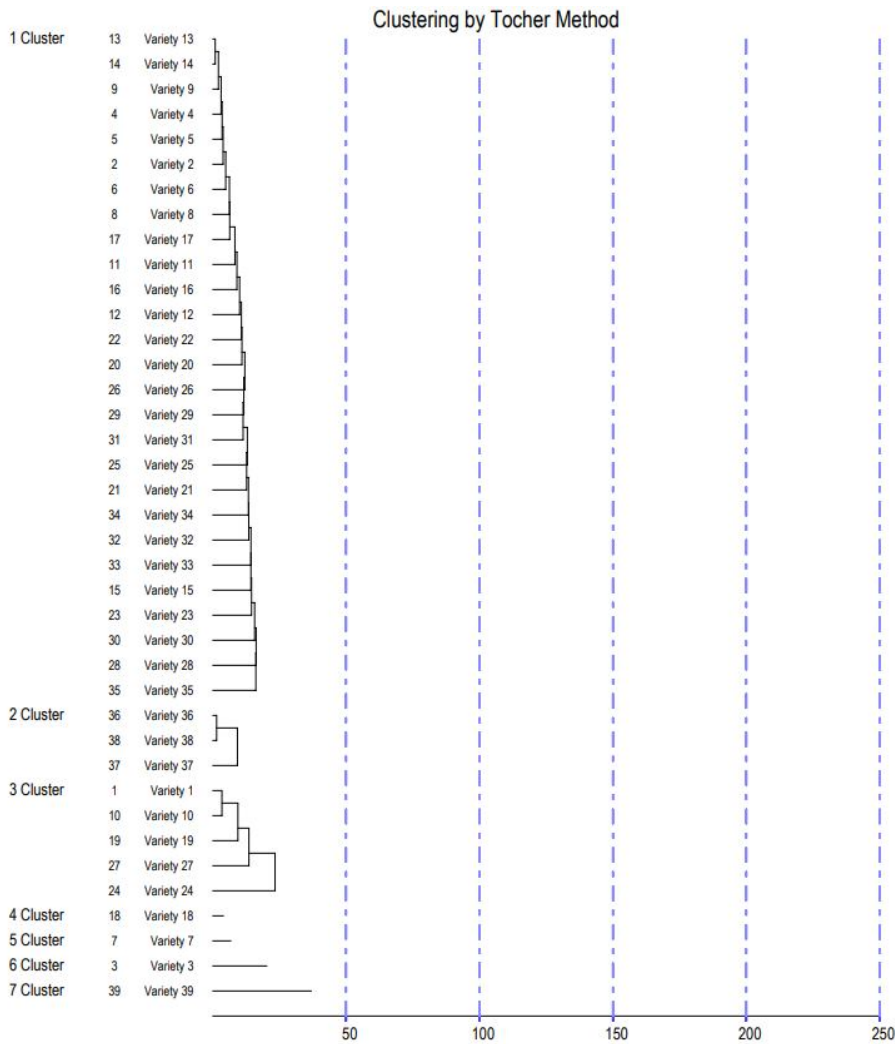 Clustering by Tocher Method
1 Cluster 13 Variety 13
14 Variety 14
9 Variety 9
4 Variety 4
5 Variety 5
2 Variety 2
6 Variety 6
8 Variety 8
17 Variety 17
11 Variety 11
16 Variety 16
12 Variety 12
22 Variety 22
20 Variety 20
26 Variety 26
29 Variety 29
31 Variety 31
25 Variety 25
21 Variety 21
34 Variety 34
32 Variety 32
33 Variety 33
15 Variety 15
23 Variety 23
30 Variety 30
28 Variety 28
35 Variety 35
2 Cluster 36 Variety 36
38 Variety 38
37 Variety 37
3 Cluster 1 Variety 1
10 Variety 10
19 Variety 19
27 Variety 27
24 Variety 24
4 Cluster 18 Variety 18
5 Cluster 7 Variety 7
6 Cluster 3 Variety 3
7 Cluster 39 Variety 39
50 100 150 200 250